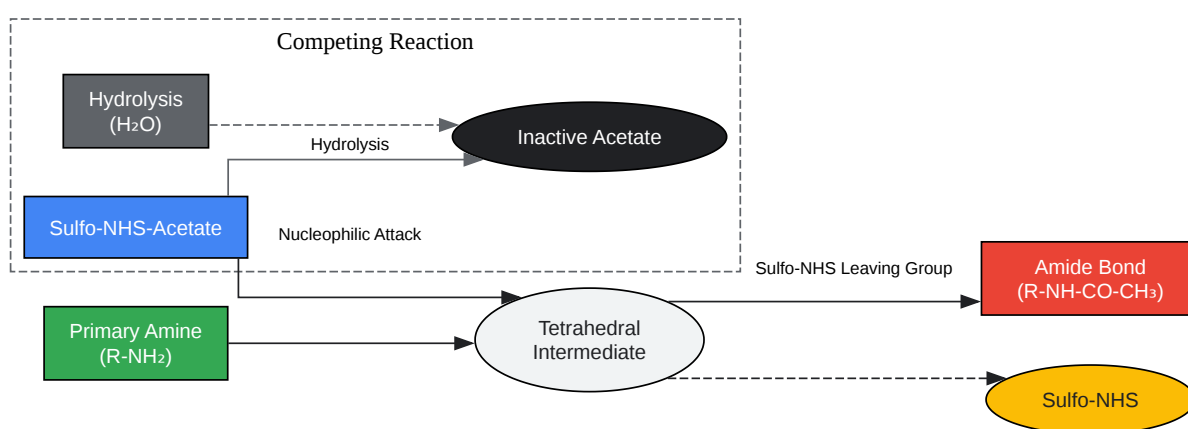 Competing Reaction
Hydrolysis
(H₂O)
Inactive Acetate
Hydrolysis
Sulfo-NHS-Acetate
Nucleophilic Attack
Sulfo-NHS Leaving Group
Amide Bond
(R-NH-CO-CH₃)
Primary Amine
(R-NH₂)
Tetrahedral
Intermediate
Sulfo-NHS